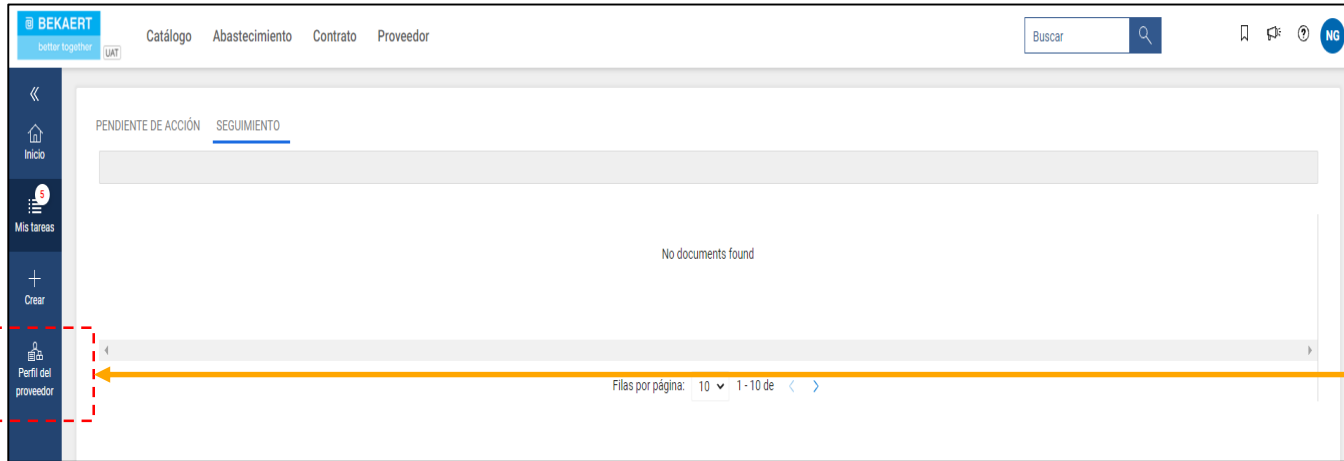 BEKAERT
better together
UAT
Catálogo Abastecimiento Contrato Proveedor
Buscar
NG
Inicio
5
Mis tareas
Crear
Perfil del
proveedor
PENDIENTE DE ACCIÓN SEGUIMIENTO
No documents found
Filas por página: 10 1 - 10 de